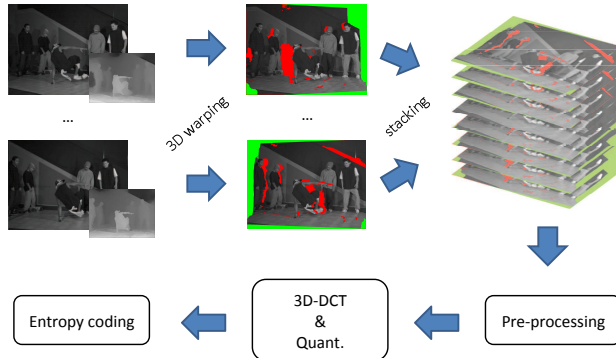 ...
3D warping
...
stacking
...
Pre-processing
3D-DCT
&
Quant.
Entropy coding